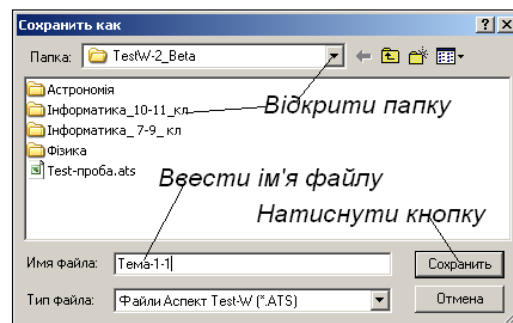 Сохранить как
Папка: TestW-2_Beta
Астрономія
Інформатика_10-11_кл
Відкрити папку
Інформатика_ 7-9_ кл
Фізика
Test-проба.ats
Ввести ім'я файлу
Натиснути кнопку
Имя файла: Тема-1-1 Сохранить
Тип файла: Файли Аспект Test-W (*.ATS) Отмена